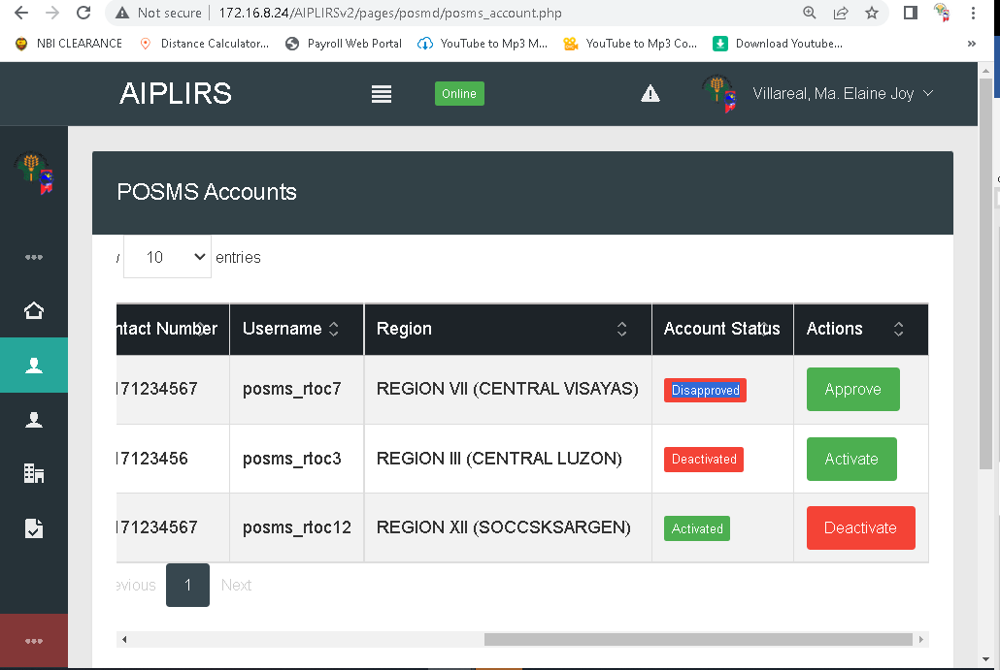 Not secure | 172.16.8.24/AIPLIRSv2/pages/posmd/posms_account.php
NBI CLEARANCE Distance Calculator... Payroll Web Portal YouTube to Mp3 M... YouTube to Mp3 Co... Download Youtube... »
AIPLIRS Online Villareal, Ma. Elaine Joy
POSMS Accounts
10 entries
ntact Number Username Region Account Status Actions
171234567 posms_rtoc7 REGION VII (CENTRAL VISAYAS) Disapproved Approve
17123456 posms_rtoc3 REGION III (CENTRAL LUZON) Deactivated Activate
171234567 posms_rtoc12 REGION XII (SOCCSKSARGEN) Activated Deactivate
evious 1 Next